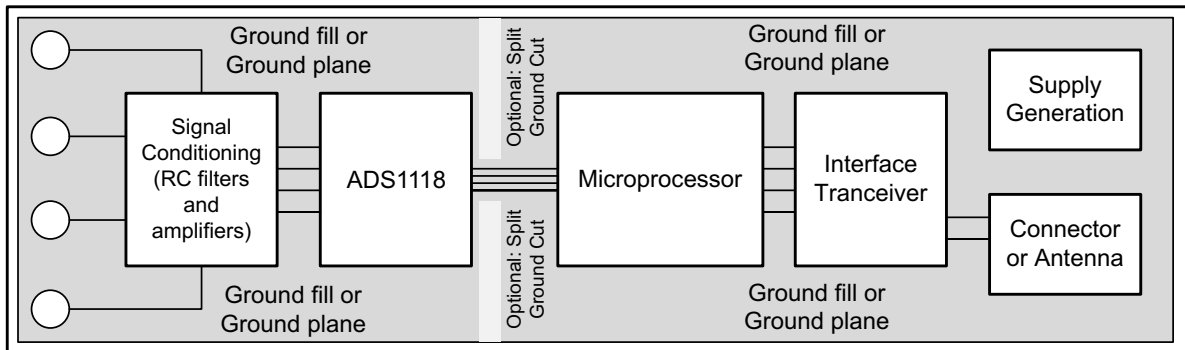 Ground fill or
Ground plane
Optional: Split
Ground Cut
Ground fill or
Ground plane
Supply
Generation
Signal
Conditioning
(RC filters
and
amplifiers)
ADS1118
Microprocessor
Interface
Tranceiver
Connector
or Antenna
Ground fill or
Ground plane
Optional: Split
Ground Cut
Ground fill or
Ground plane